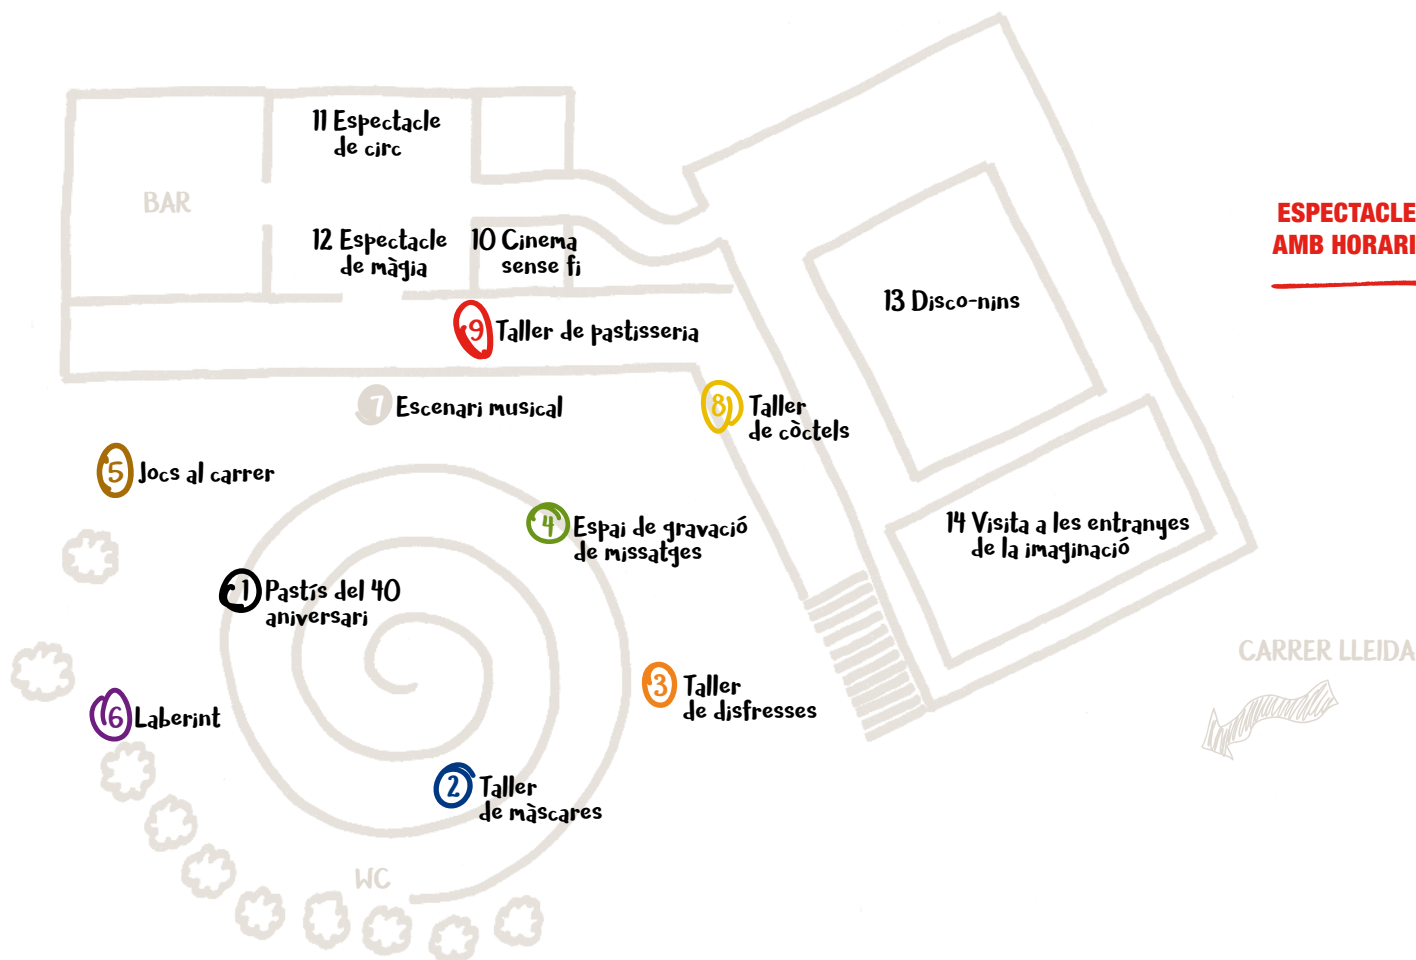 11 Espectacle
de circ
BAR
12 Espectacle
de màgia
10 Cinema
sense fi
ESPECTACLE
AMB HORARI
13 Disco-nins
9 Taller de pastisseria
7 Escenari musical
8 Taller
de còctels
5 Jocs al carrer
4 Espai de gravació
de missatges
14 Visita a les entranyes
de la imaginació
1 Pastís del 40
aniversari
CARRER LLEIDA
3 Taller
de disfresses
6 Laberint
2 Taller
de màscares
WC